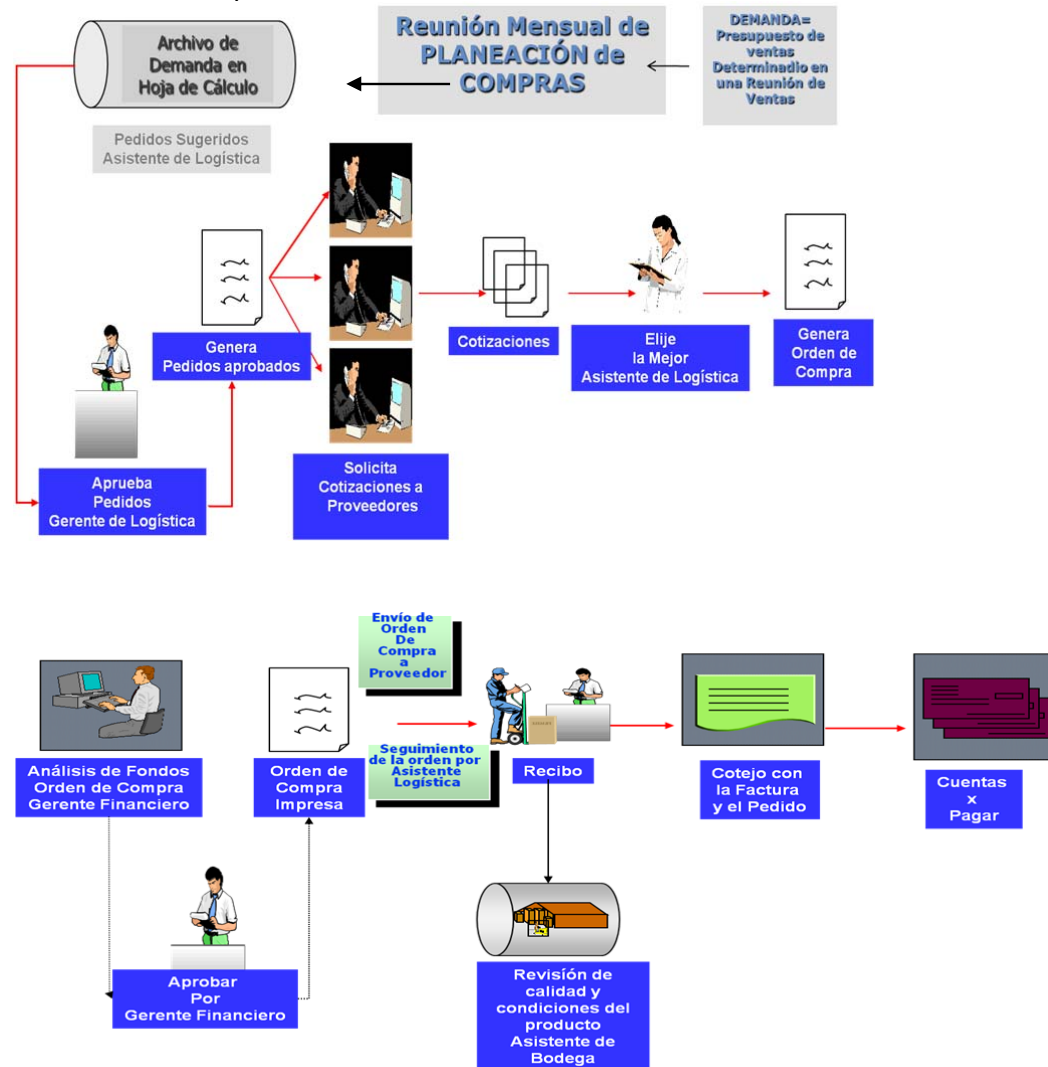 Archivo de
Demanda en
Hoja de Cálculo
Reunión Mensual de
PLANEACIÓN de
COMPRAS
DEMANDA=
Presupuesto de
ventas
Determinadio en
una Reunión de
Ventas
Pedidos Sugeridos
Asistente de Logística
Genera
Pedidos aprobados
Cotizaciones
Elije
la Mejor
Asistente de Logística
Genera
Orden de
Compra
Aprueba
Pedidos
Gerente de Logística
Solicita
Cotizaciones a
Proveedores
Envío de
Orden
De
Compra
a
Proveedor
Análisis de Fondos
Orden de Compra
Gerente Financiero
Orden de
Compra
Impresa
Seguimiento
de la orden por
Asistente
Logística
Recibo
Cotejo con
la Factura
y el Pedido
Cuentas
x
Pagar
Aprobar
Por
Gerente Financiero
Revisíón de
calidad y
condiciones del
producto
Asistente de
Bodega